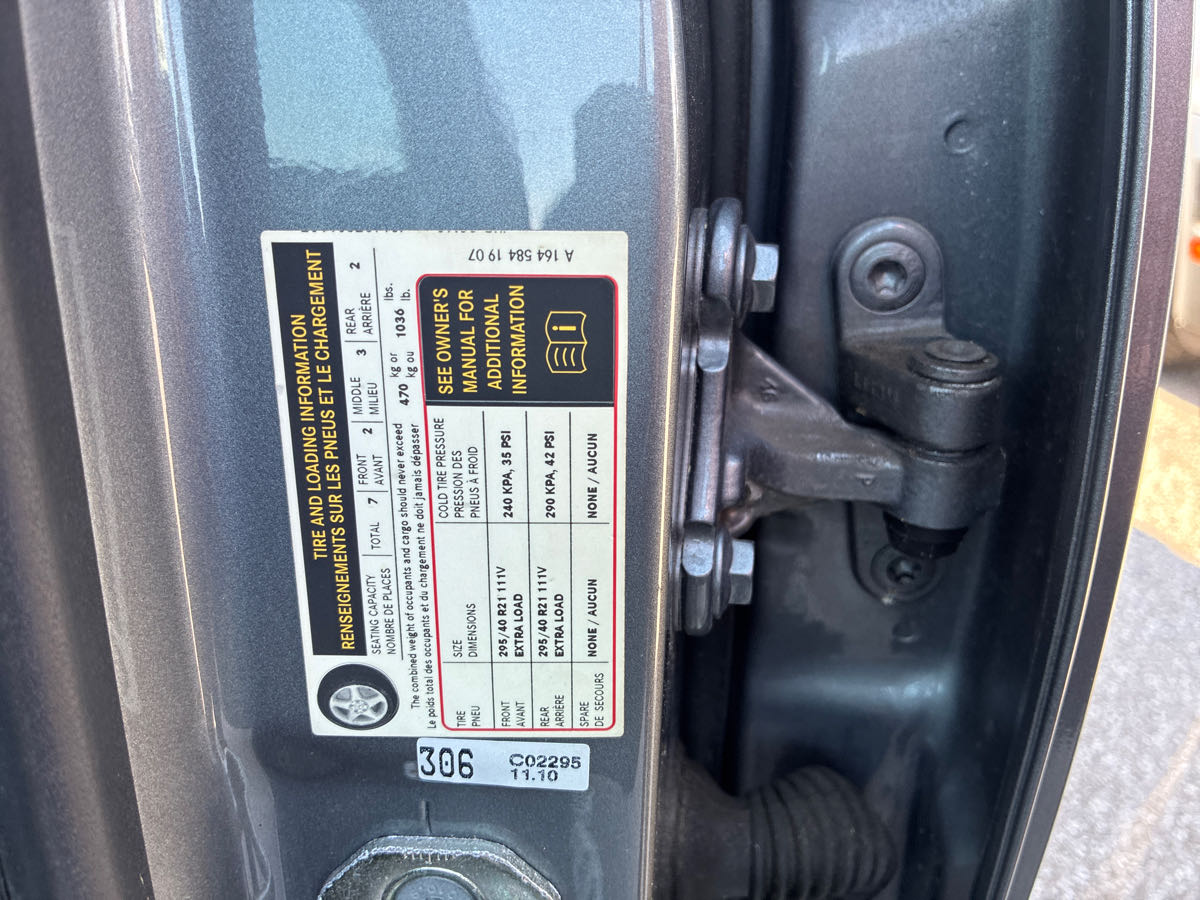 TIRE AND LOADING INFORMATION
RENSEIGNEMENTS SUR LES PNEUS ET LE CHARGEMENT
SEATING CAPACITY TOTAL 7 FRONT 2 MIDDLE 3 REAR 2
NOMBRE DE PLACES AVANT MILIEU ARRIÈRE
The combined weight of occupants and cargo should never exceed 470 kg or 1036 lbs.
Le poids total des occupants et du chargement ne doit jamais dépasser kg ou lb.
TIRE SIZE COLD TIRE PRESSURE
PNEU DIMENSIONS PRESSION DES
PNEUS À FROID
FRONT 295/40 R21 111V 240 KPA, 35 PSI
AVANT EXTRA LOAD
REAR 295/40 R21 111V 290 KPA, 42 PSI
ARRIÈRE EXTRA LOAD
SPARE NONE / AUCUN NONE / AUCUN
DE SECOURS
SEE OWNER'S
MANUAL FOR
ADDITIONAL
INFORMATION
A 164 584 19 07
306
C02295
11.10